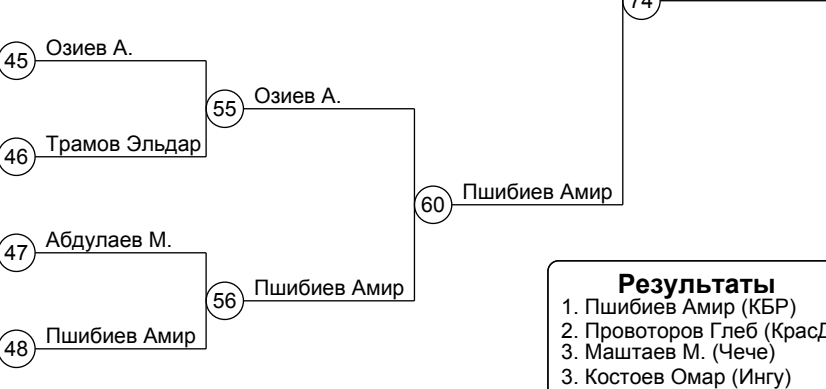 74
45 Озиев А.
55 Озиев А.
46 Трамов Эльдар
60 Пшибиев Амир
47 Абдулаев М.
56 Пшибиев Амир
48 Пшибиев Амир
Результаты
1. Пшибиев Амир (КБР)
2. Провоторов Глеб (КрасД
3. Маштаев М. (Чече)
3. Костоев Омар (Ингу)